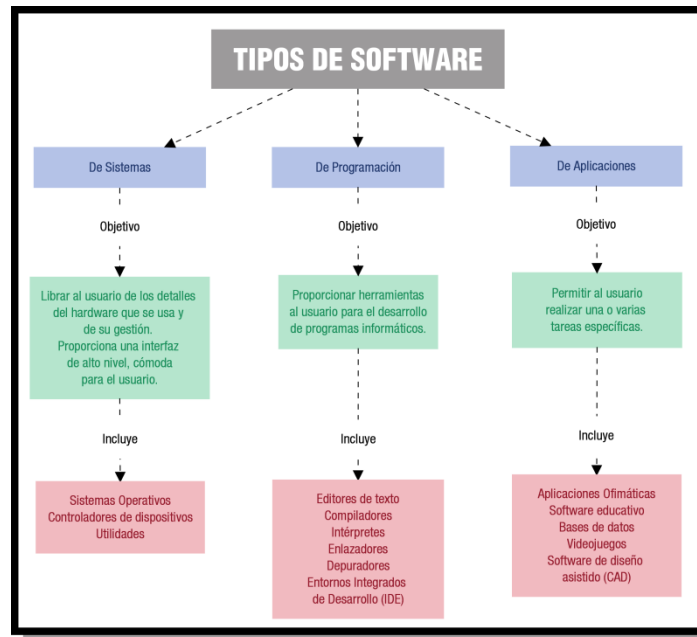 TIPOS DE SOFTWARE
De Sistemas
Objetivo
Librar al usuario de los detalles
del hardware que se usa y
de su gestión.
Proporciona una interfaz
de alto nivel, cómoda
para el usuario.
Incluye
Sistemas Operativos
Controladores de dispositivos
Utilidades
De Programación
Objetivo
Proporcionar herramientas
al usuario para el desarrollo
de programas informáticos.
Incluye
Editores de texto
Compiladores
Intérpretes
Enlazadores
Depuradores
Entornos Integrados
de Desarrollo (IDE)
De Aplicaciones
Objetivo
Permitir al usuario
realizar una o varias
tareas específicas.
Incluye
Aplicaciones Ofimáticas
Software educativo
Bases de datos
Videojuegos
Software de diseño
asistido (CAD)